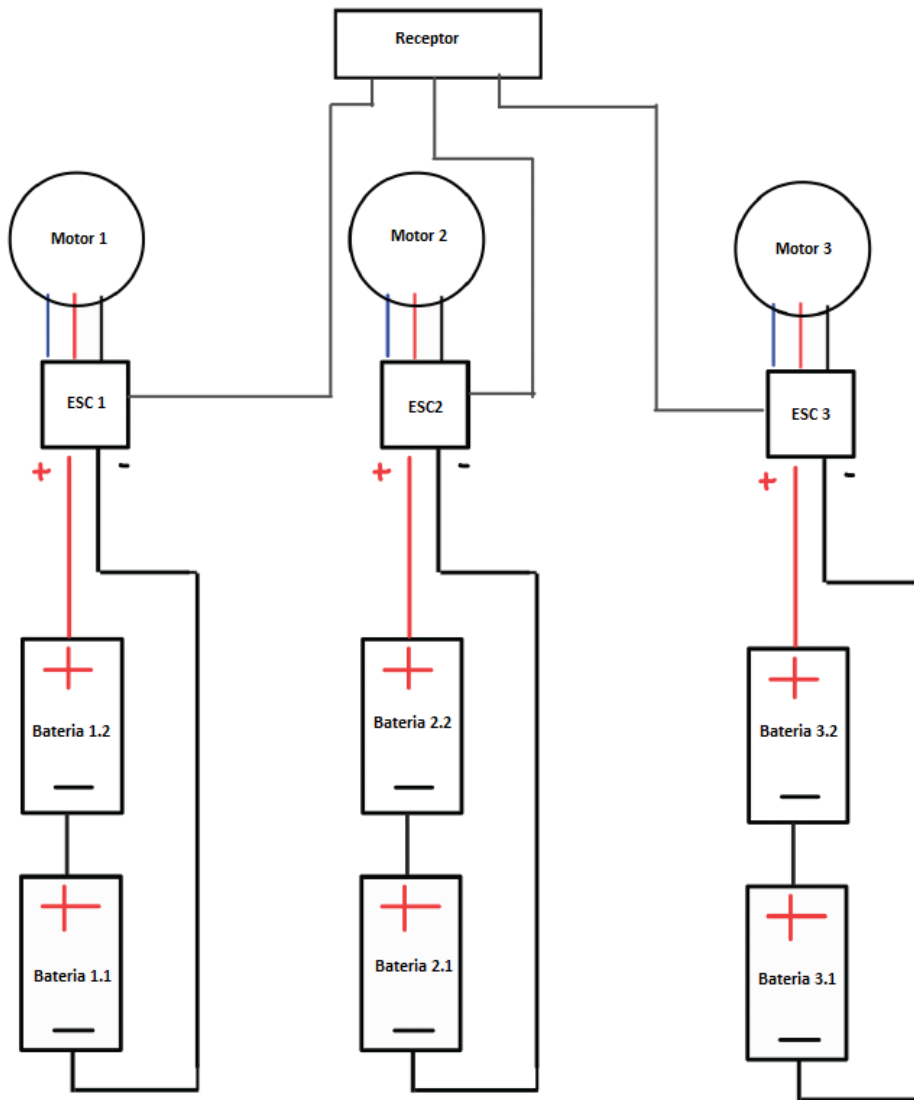 Receptor
Motor 1
Motor 2
Motor 3
ESC 1
ESC2
ESC 3
+ -
+ -
+ -
+
+
+
Bateria 1.2
Bateria 2.2
Bateria 3.2
-
-
-
+
+
+
Bateria 1.1
Bateria 2.1
Bateria 3.1
-
-
-